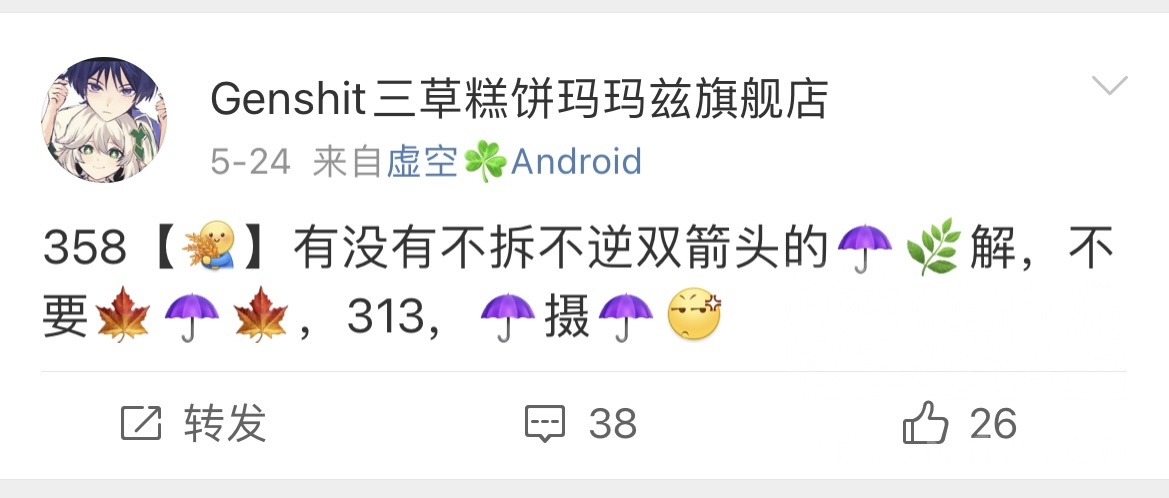 Genshit三草糕饼玛玛兹旗舰店
5-24 来自虚空☘️Android
358【】有没有不拆不逆双箭头的☂️🌿解，不
要🍁☂️🍁，313，☂️摄☂️
转发
38
26